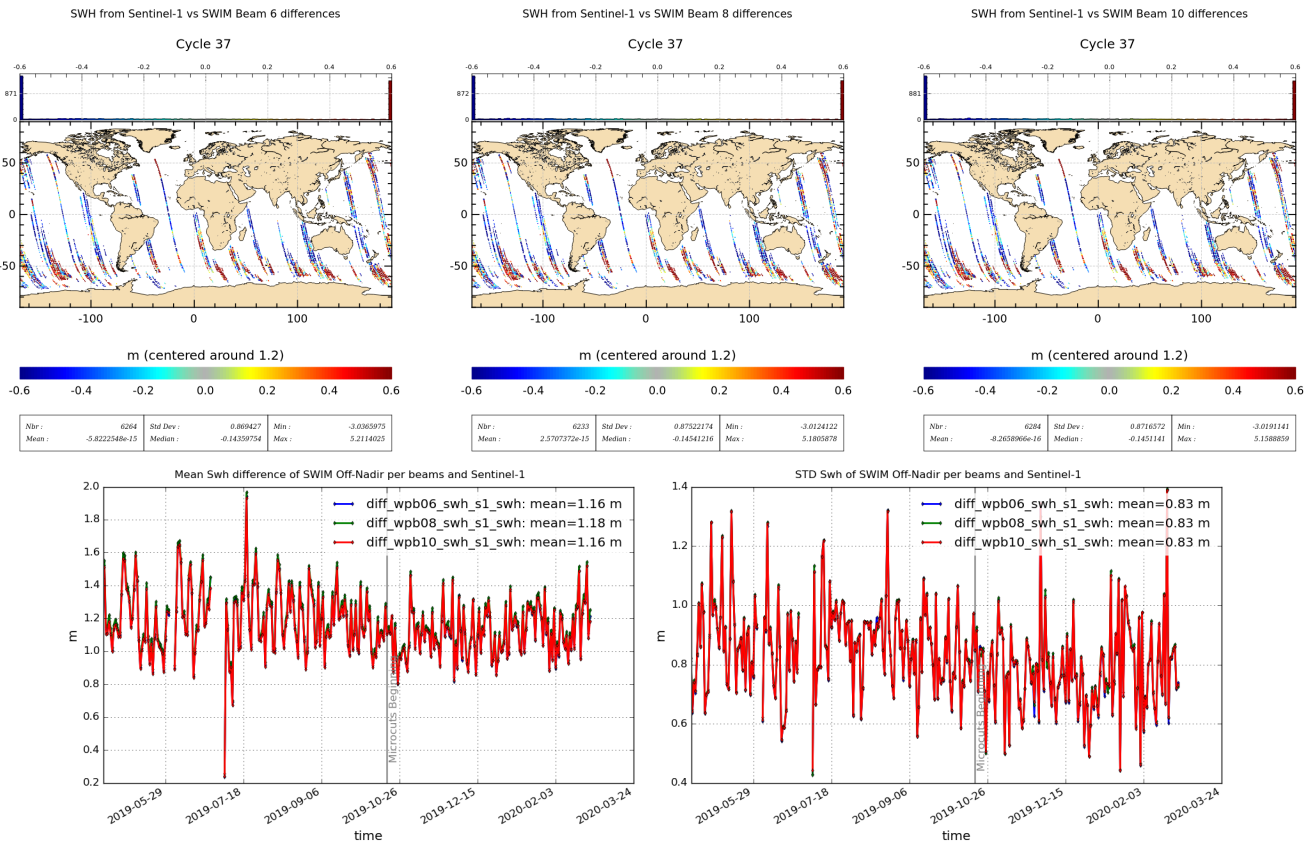 SWH from Sentinel-1 vs SWIM Beam 6 differences
Cycle 37
-0.6 -0.4 -0.2 0.0 0.2 0.4 0.6
871
0
50
0
-50
-100 0 100
m (centered around 1.2)
-0.6 -0.4 -0.2 0.0 0.2 0.4 0.6
Nbr : 6264 Std Dev : 0.869427 Min : -3.0365975
Mean : -5.8222548e-15 Median : -0.14359754 Max : 5.2114025
SWH from Sentinel-1 vs SWIM Beam 8 differences
Cycle 37
-0.6 -0.4 -0.2 0.0 0.2 0.4 0.6
872
0
50
0
-50
-100 0 100
m (centered around 1.2)
-0.6 -0.4 -0.2 0.0 0.2 0.4 0.6
Nbr : 6233 Std Dev : 0.87522174 Min : -3.0124122
Mean : 2.5707372e-15 Median : -0.14541216 Max : 5.1805878
SWH from Sentinel-1 vs SWIM Beam 10 differences
Cycle 37
-0.6 -0.4 -0.2 0.0 0.2 0.4 0.6
881
0
50
0
-50
-100 0 100
m (centered around 1.2)
-0.6 -0.4 -0.2 0.0 0.2 0.4 0.6
Nbr : 6284 Std Dev : 0.8716572 Min : -3.0191141
Mean : -8.2658966e-16 Median : -0.1451141 Max : 5.1588859
Mean Swh difference of SWIM Off-Nadir per beams and Sentinel-1
2.0
1.8
1.6
1.4
1.2
1.0
0.8
0.6
0.4
0.2
m
diff_wpb06_swh_s1_swh: mean=1.16 m
diff_wpb08_swh_s1_swh: mean=1.18 m
diff_wpb10_swh_s1_swh: mean=1.16 m
Microcuts
2019-05-29 2019-07-18 2019-09-06 2019-10-26 2019-12-15 2020-02-03 2020-03-24
time
STD Swh of SWIM Off-Nadir per beams and Sentinel-1
1.4
1.2
1.0
0.8
0.6
0.4
m
diff_wpb06_swh_s1_swh: mean=0.83 m
diff_wpb08_swh_s1_swh: mean=0.83 m
diff_wpb10_swh_s1_swh: mean=0.83 m
Microcuts
2019-05-29 2019-07-18 2019-09-06 2019-10-26 2019-12-15 2020-02-03 2020-03-24
time